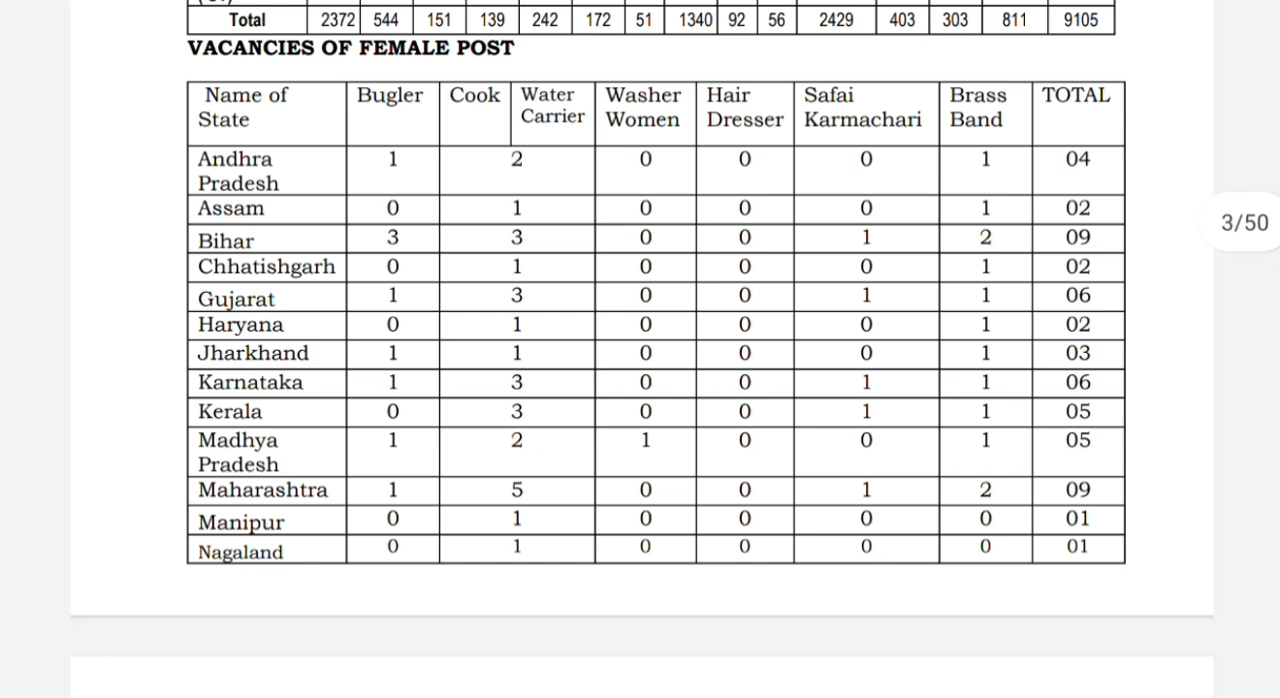 Total 2372 544 151 139 242 172 51 1340 92 56 2429 403 303 811 9105
VACANCIES OF FEMALE POST
Name of State Bugler Cook Water Carrier Washer Women Hair Dresser Safai Karmachari Brass Band TOTAL
Andhra Pradesh 1 2 0 0 0 1 04
Assam 0 1 0 0 0 1 02
Bihar 3 3 0 0 1 2 09
Chhatishgarh 0 1 0 0 0 1 02
Gujarat 1 3 0 0 1 1 06
Haryana 0 1 0 0 0 1 02
Jharkhand 1 1 0 0 0 1 03
Karnataka 1 3 0 0 1 1 06
Kerala 0 3 0 0 1 1 05
Madhya Pradesh 1 2 1 0 0 1 05
Maharashtra 1 5 0 0 1 2 09
Manipur 0 1 0 0 0 0 01
Nagaland 0 1 0 0 0 0 01
3/50